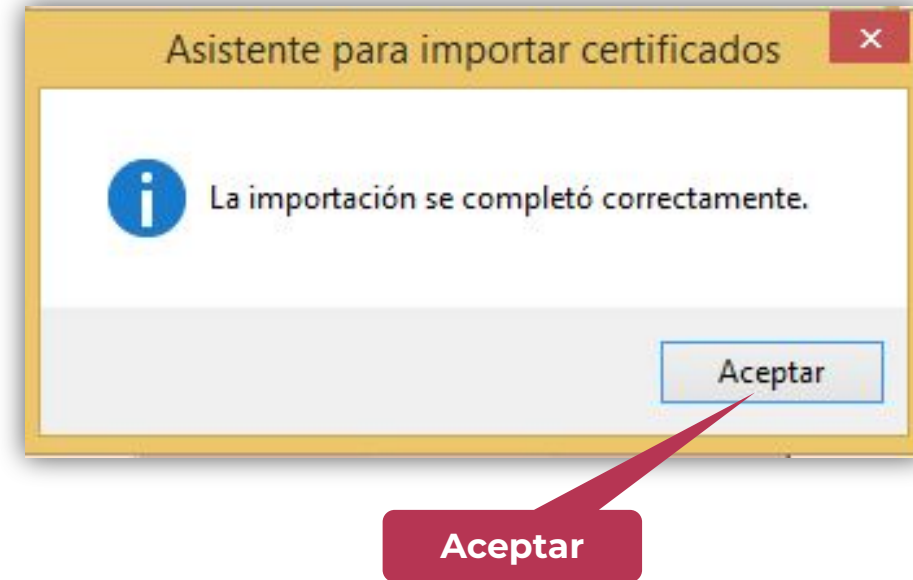 Asistente para importar certificados
La importación se completó correctamente.
Aceptar
Aceptar